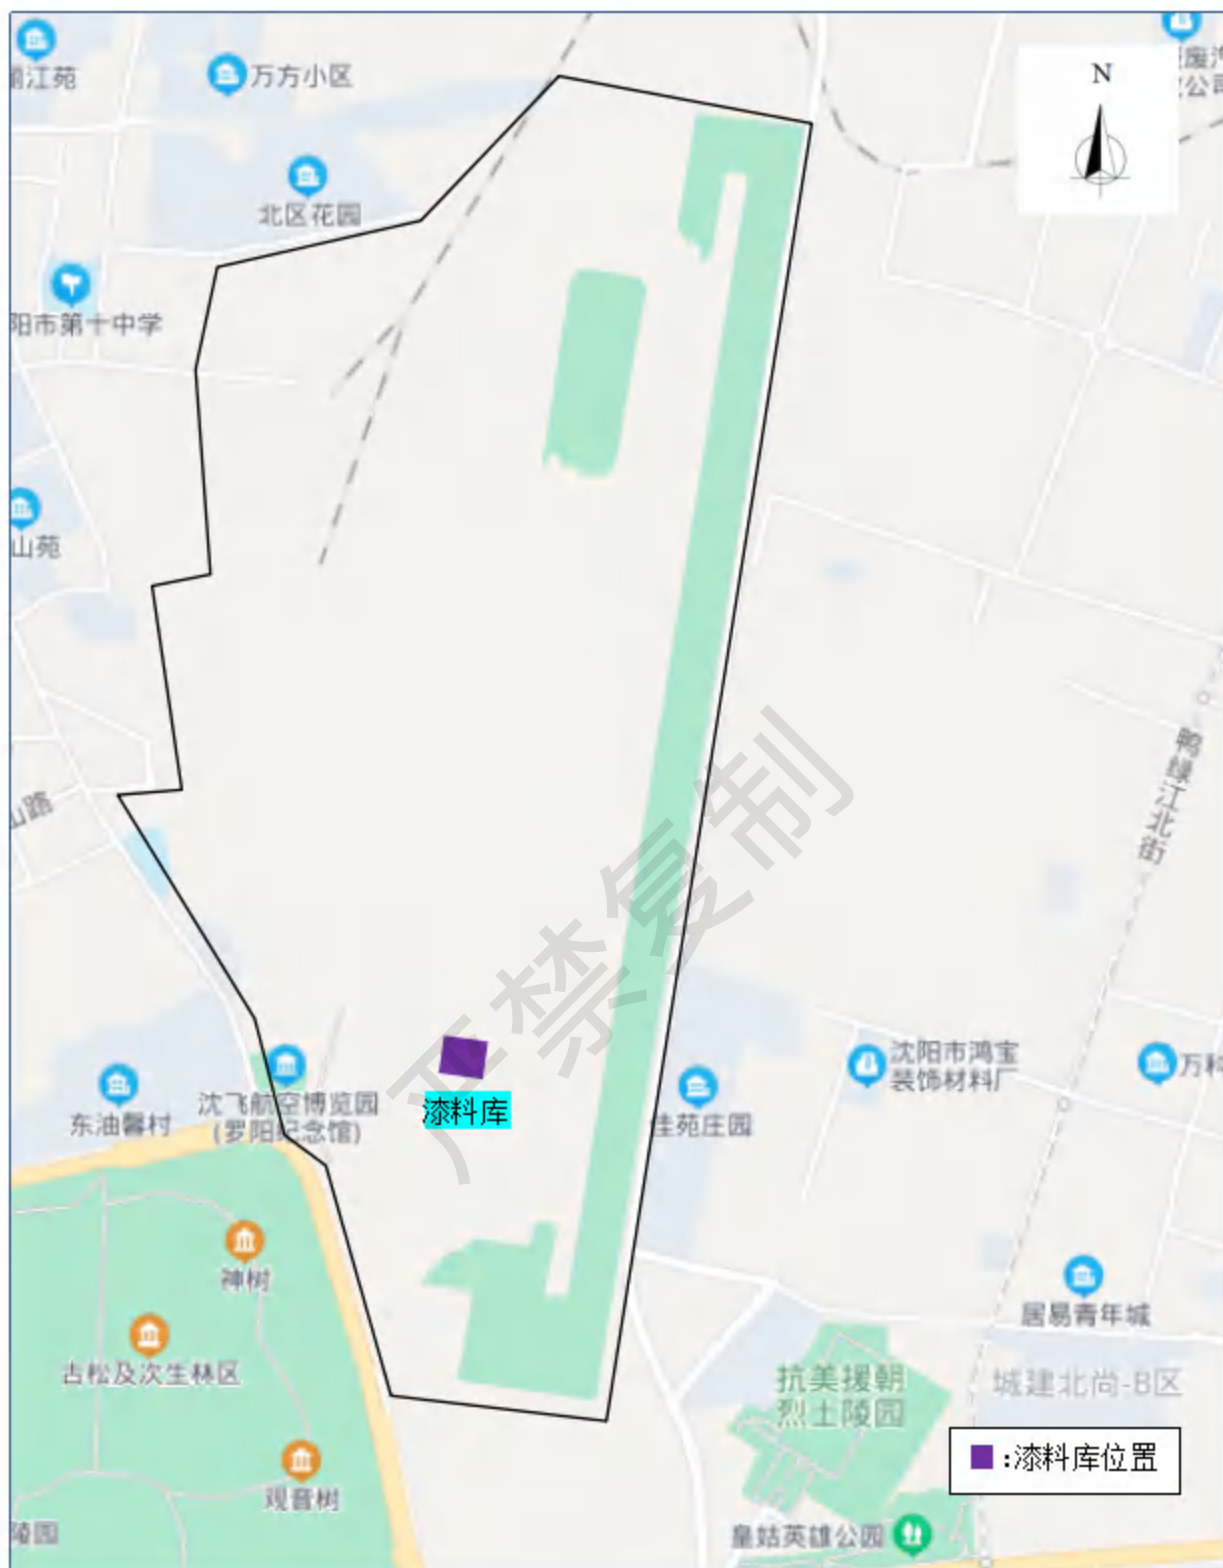 万方小区
N
北区花园
阳市第十中学
山苑
鸭绿江北街
山路
严禁复制
沈阳市鸿宝
装饰材料厂
东油馨村
沈飞航空博览园
(罗阳纪念馆)
漆料库
佳苑庄园
神树
居易青年城
古松及次生林区
抗美援朝
烈士陵园
城建北尚-B区
:漆料库位置
观音树
陵园
皇姑英雄公园